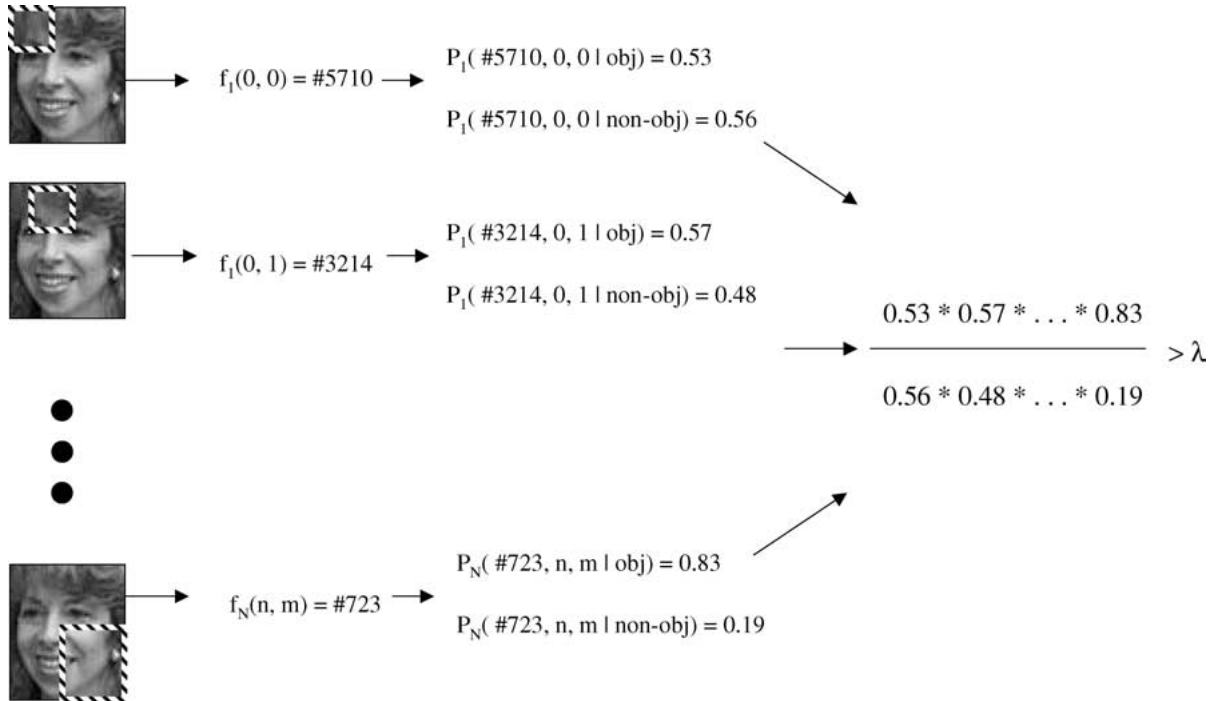 f₁(0, 0) = #5710
P₁( #5710, 0, 0 | obj) = 0.53
P₁( #5710, 0, 0 | non-obj) = 0.56
f₁(0, 1) = #3214
P₁( #3214, 0, 1 | obj) = 0.57
P₁( #3214, 0, 1 | non-obj) = 0.48
0.53 * 0.57 * . . . * 0.83
> λ
0.56 * 0.48 * . . . * 0.19
f_N(n, m) = #723
P_N( #723, n, m | obj) = 0.83
P_N( #723, n, m | non-obj) = 0.19